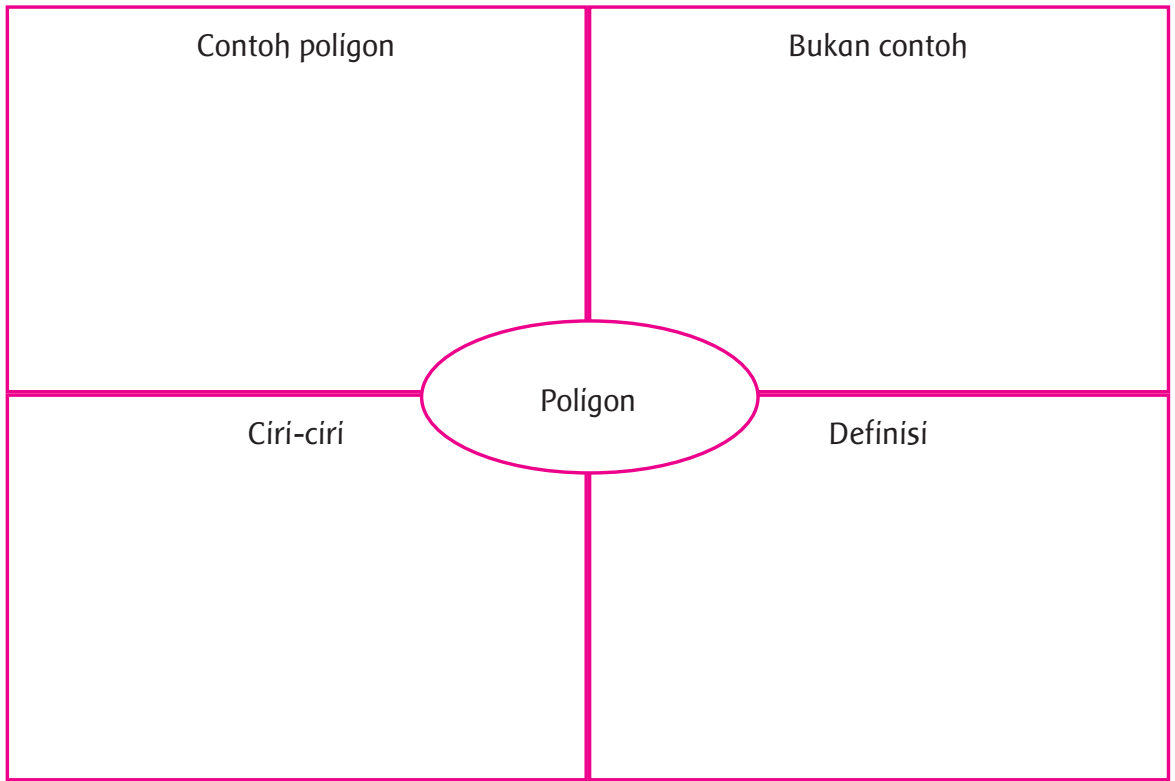 Contoh poligon
Bukan contoh
Poligon
Ciri-ciri
Definisi